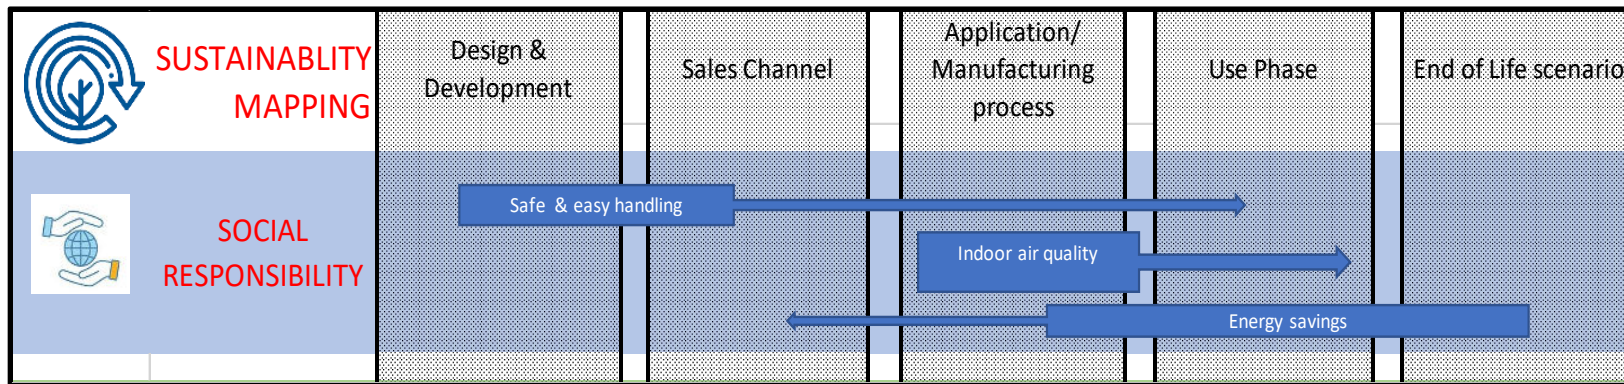 SUSTAINABLITY
MAPPING
Design &
Development
Sales Channel
Application/
Manufacturing
process
Use Phase
End of Life scenario
SOCIAL
RESPONSIBILITY
Safe & easy handling
Indoor air quality
Energy savings